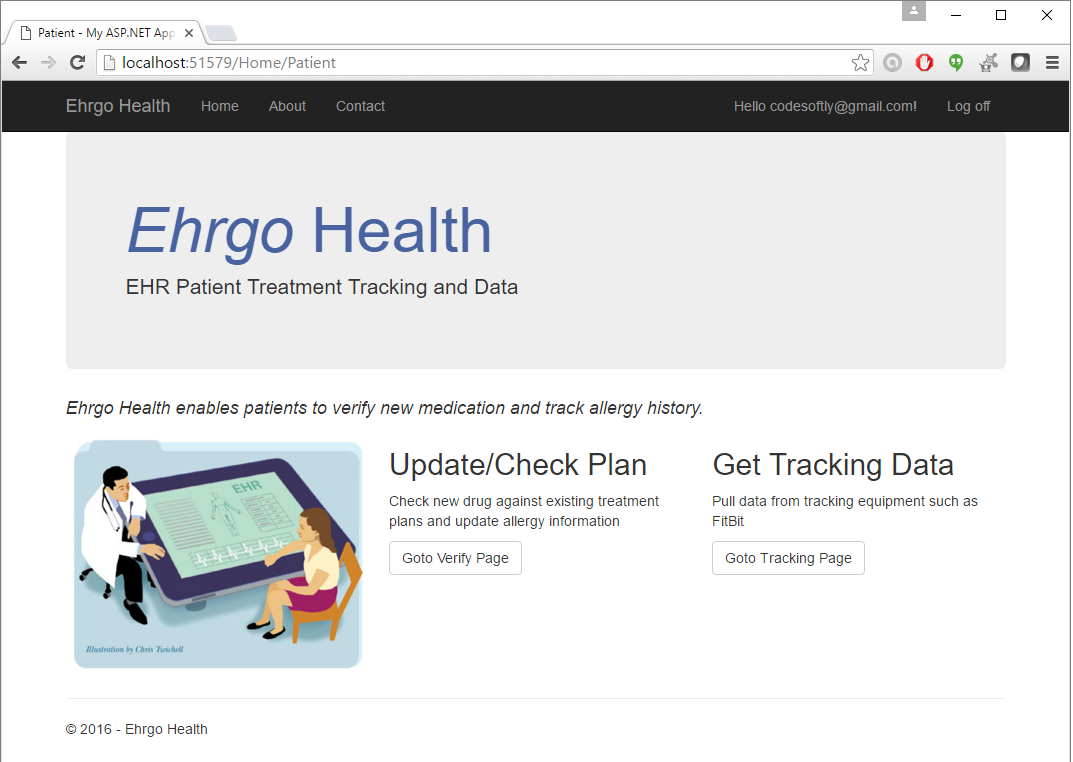 Patient - My ASP.NET App
localhost:51579/Home/Patient
Ehrgo Health Home About Contact Hello codesoftly@gmail.com! Log off
Ehrgo Health
EHR Patient Treatment Tracking and Data
Ehrgo Health enables patients to verify new medication and track allergy history.
EHR
Illustration by Chris Twichell
Update/Check Plan
Check new drug against existing treatment
plans and update allergy information
Goto Verify Page
Get Tracking Data
Pull data from tracking equipment such as
FitBit
Goto Tracking Page
© 2016 - Ehrgo Health